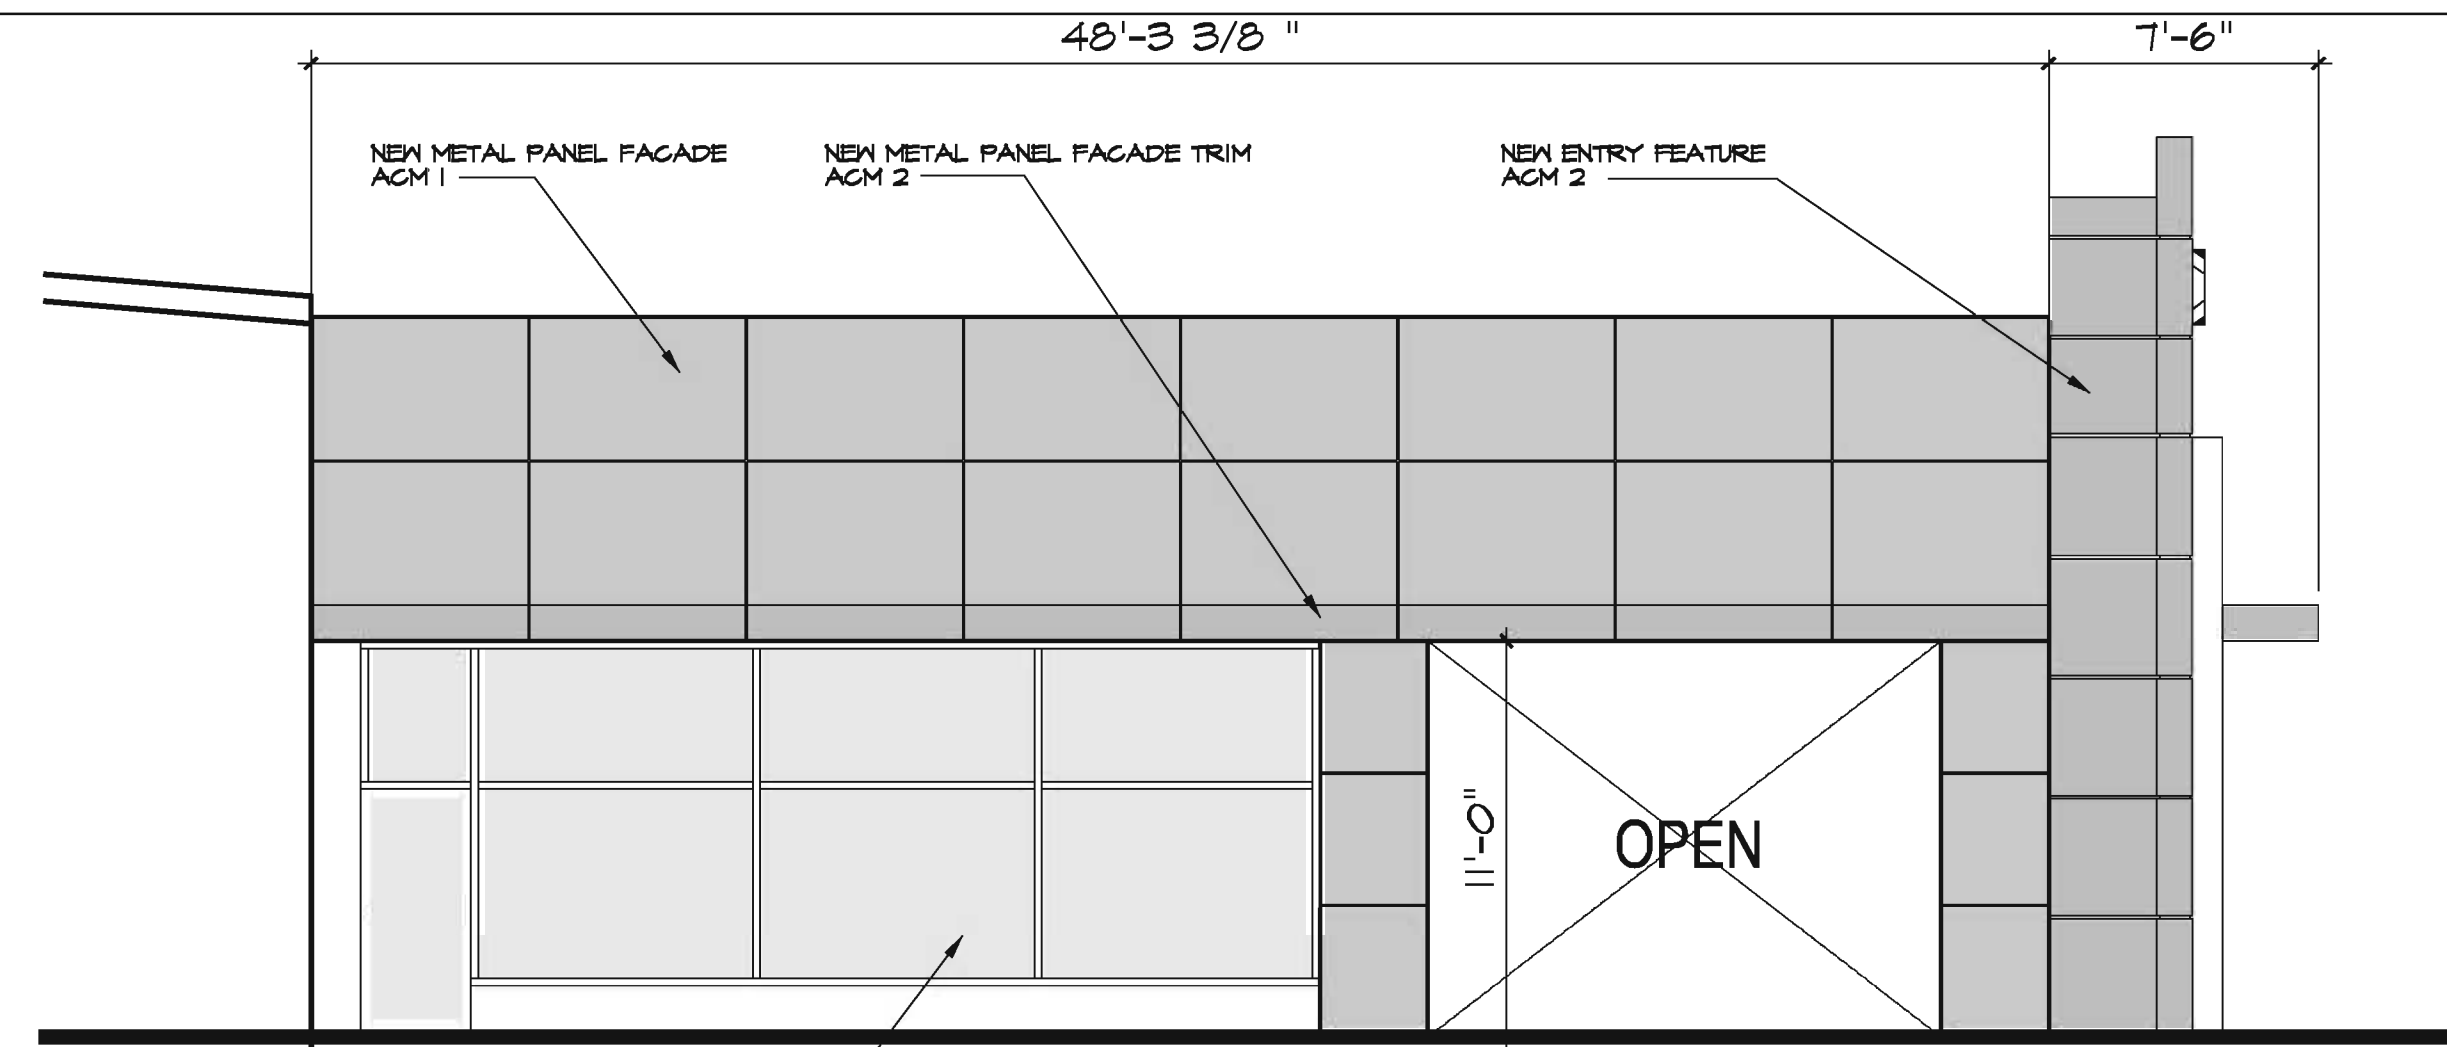 48'-3 3/8 "
7'-6"
NEW METAL PANEL FACADE
ACM 1
NEW METAL PANEL FACADE TRIM
ACM 2
NEW ENTRY FEATURE
ACM 2
11'-0"
OPEN